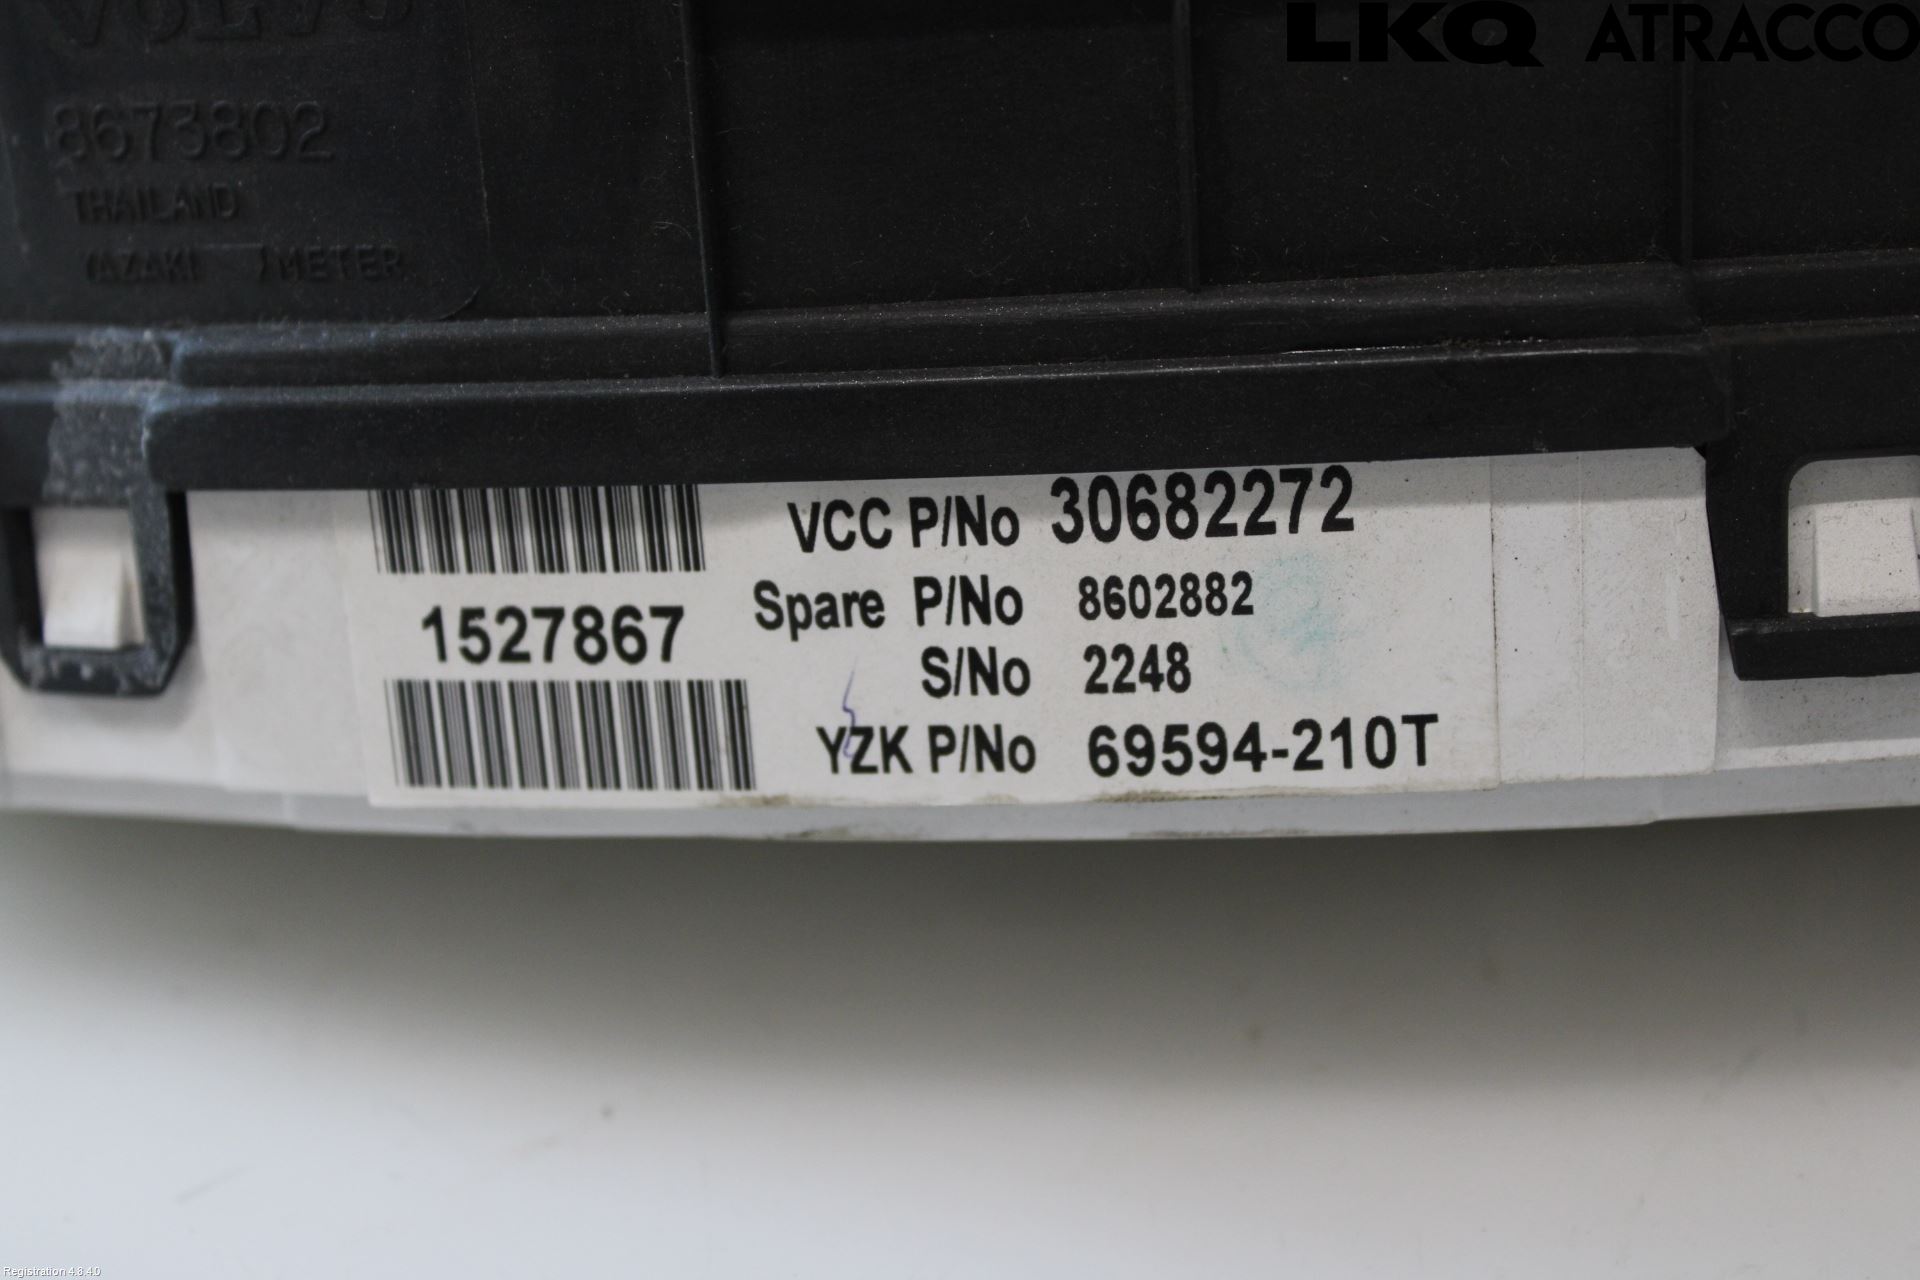 LKQ ATRACCO
VOLVO
8673802
THAILAND
YAZAKI METER
VCC P/No 30682272
1527867
Spare P/No 8602882
S/No 2248
YZK P/No 69594-210T
Registration 4.8.4.0